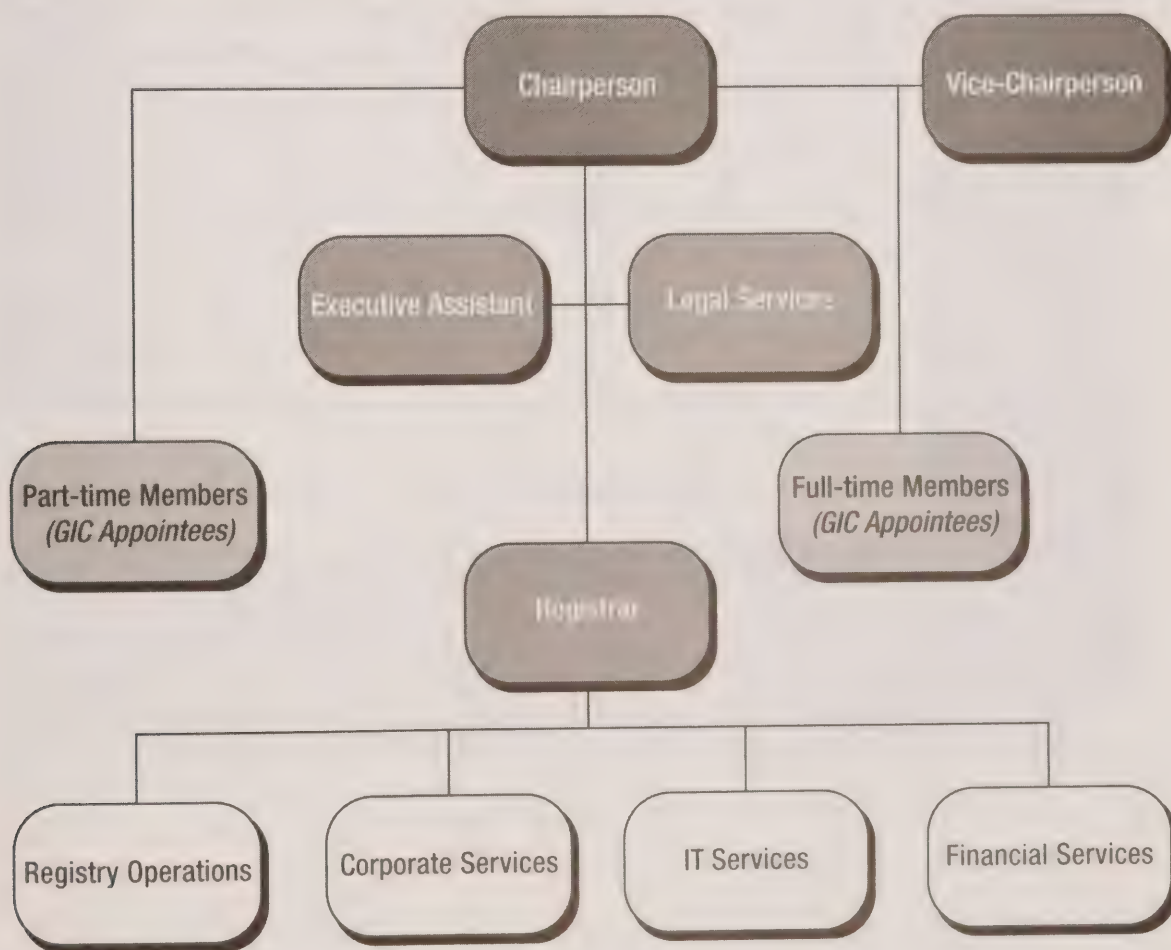 Chairperson
Vice-Chairperson
Executive Assistant
Legal Services
Part-time Members
(GIC Appointees)
Full-time Members
(GIC Appointees)
Registrar
Registry Operations
Corporate Services
IT Services
Financial Services